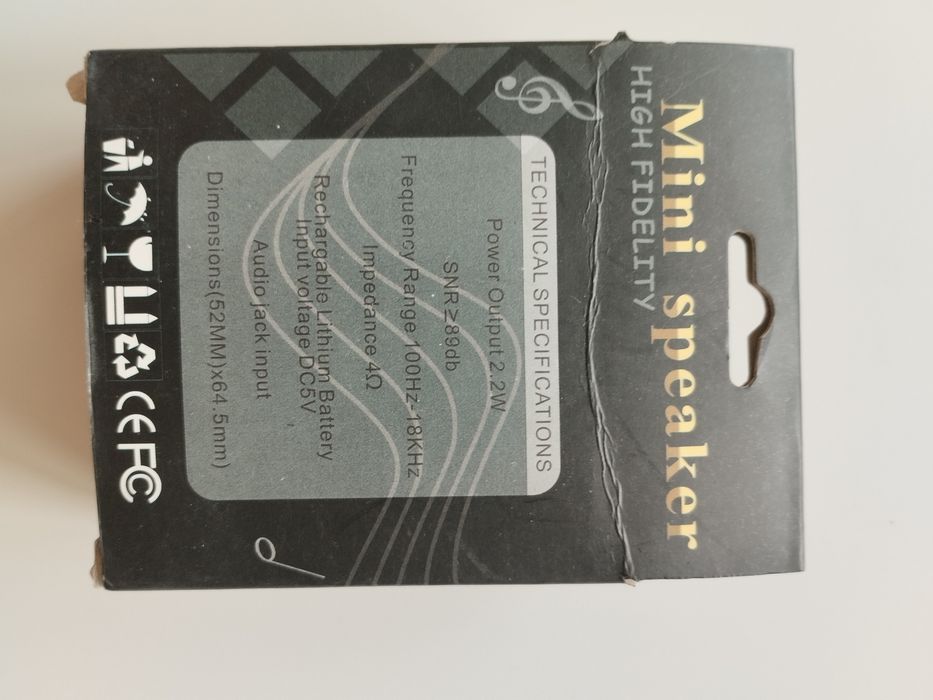 Mini speaker
HIGH FIDELITY
TECHNICAL SPECIFICATIONS
Power Output 2.2W
SNR≥89db
Frequency Range 100Hz-18KHz
Impedance 4Ω
Rechargable Lithium Battery
Input voltage DC5V
Audio jack input
Dimensions(52MM)x64.5mm)
CE FC